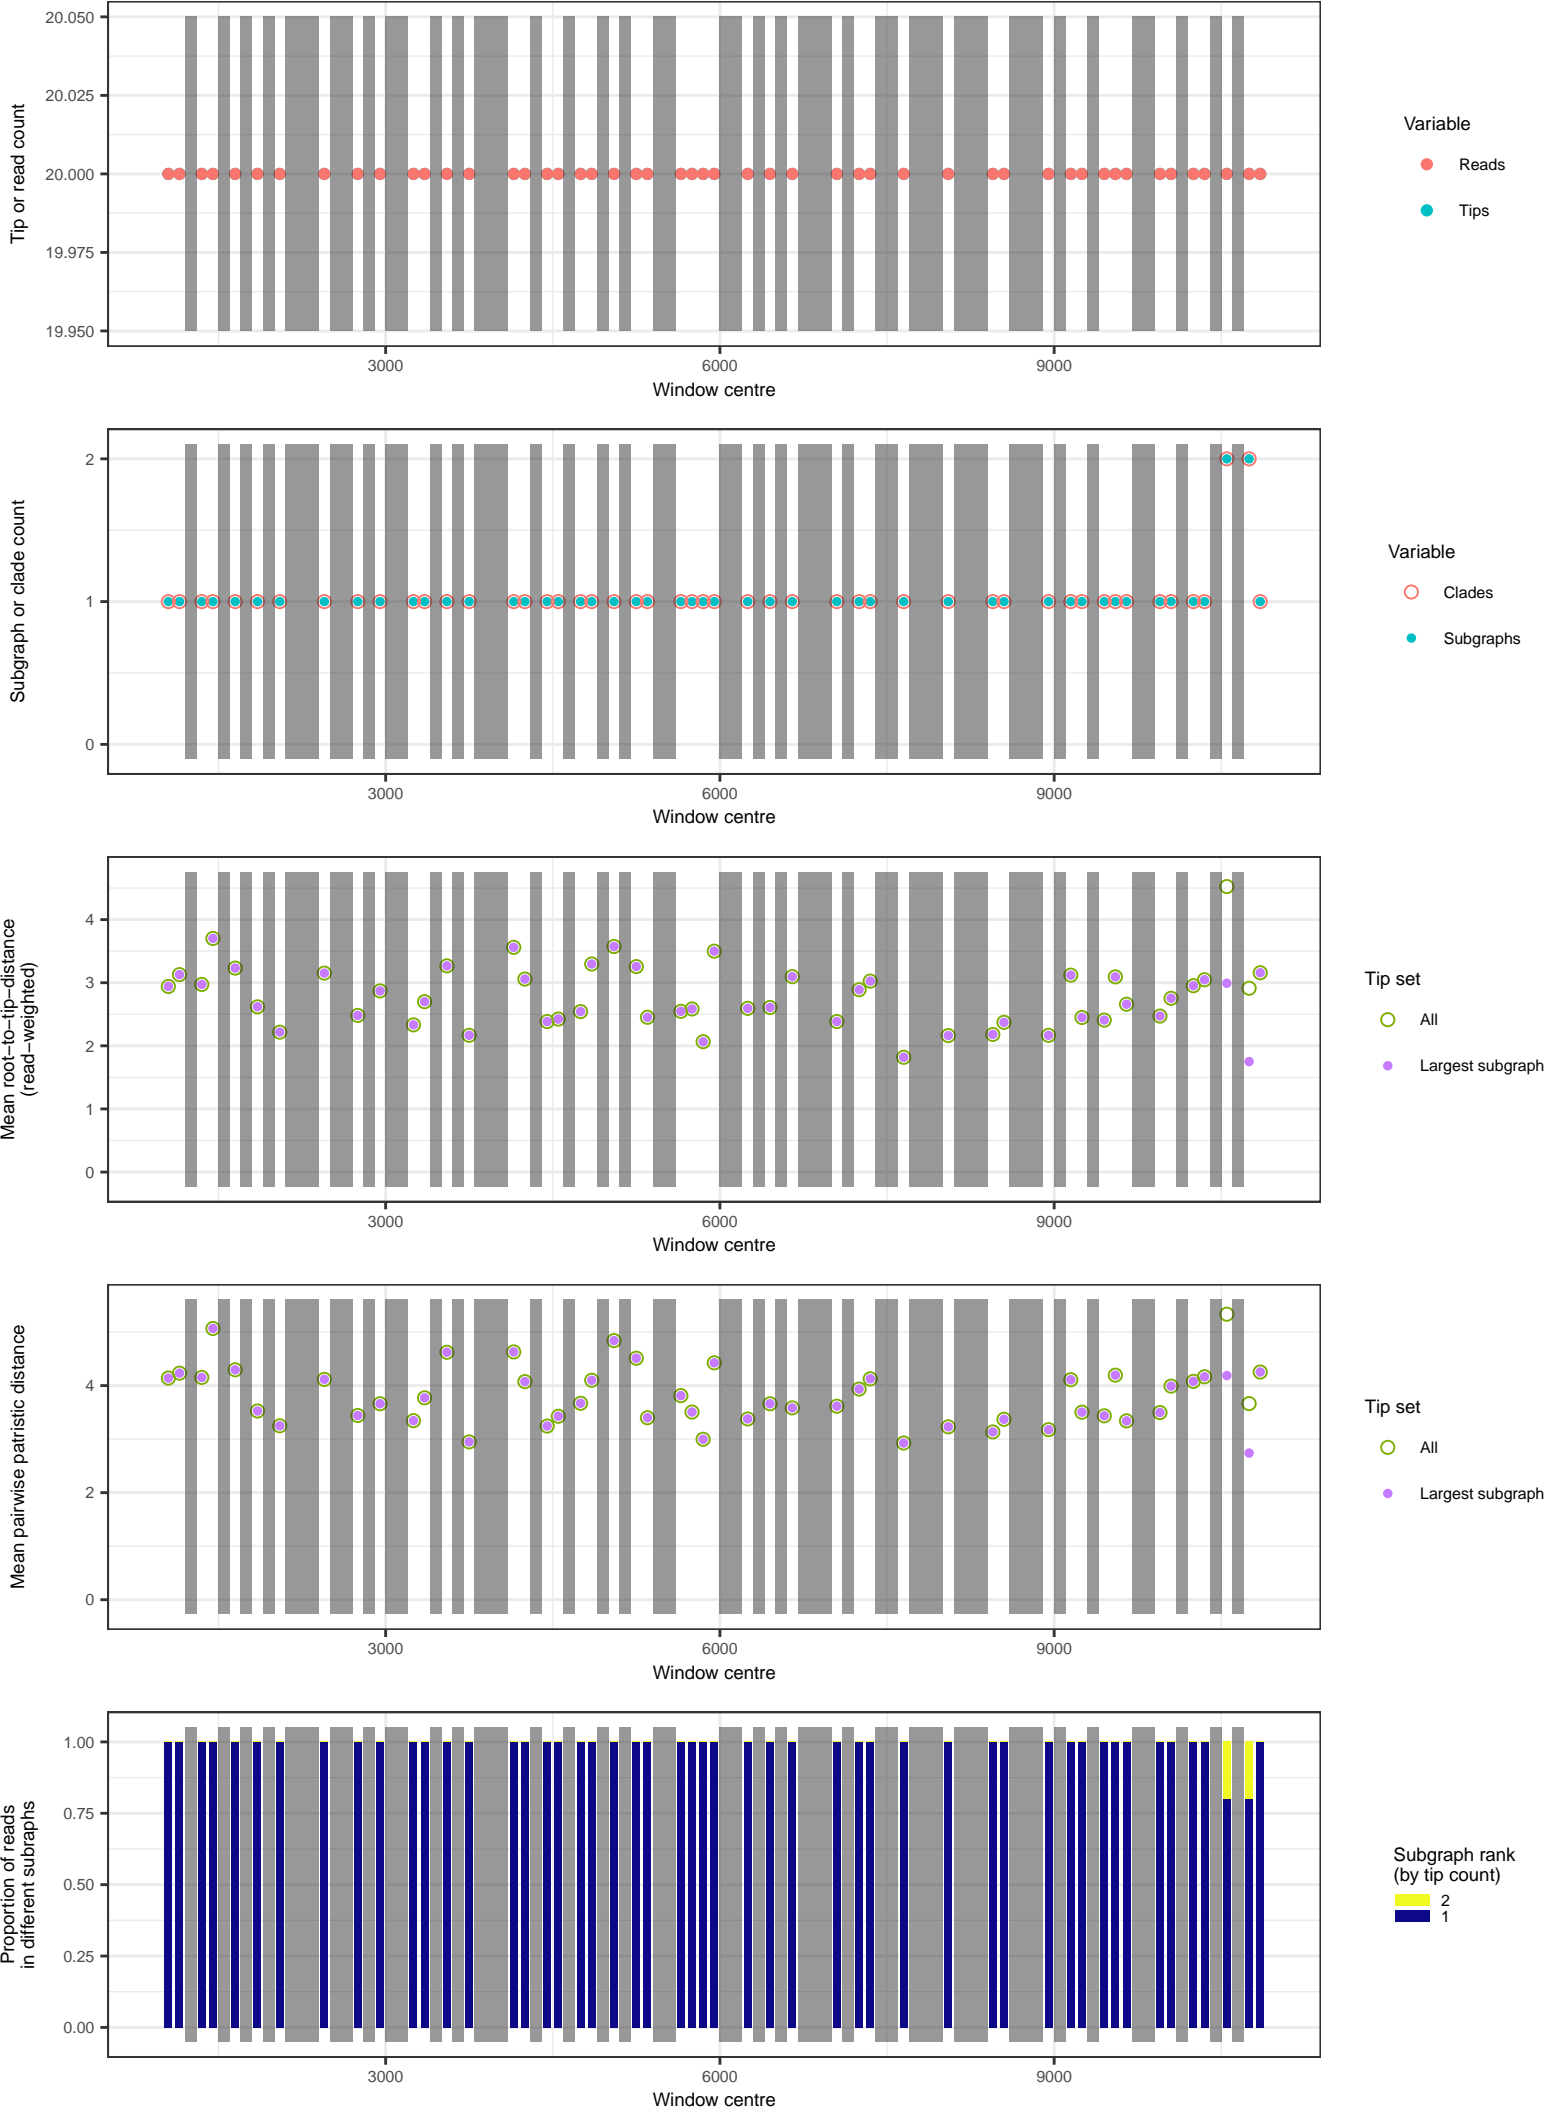 20.050
20.025
20.000
19.975
19.950
Tip or read count
3000
6000
9000
Window centre
Variable
Reads
Tips
2
1
0
Subgraph or clade count
3000
6000
9000
Window centre
Variable
Clades
Subgraphs
4
3
2
1
0
Mean root−to−tip−distance
(read−weighted)
3000
6000
9000
Window centre
Tip set
All
Largest subgraph
4
2
0
Mean pairwise patristic distance
3000
6000
9000
Window centre
Tip set
All
Largest subgraph
1.00
0.75
0.50
0.25
0.00
Proportion of reads
in different subraphs
3000
6000
9000
Window centre
Subgraph rank
(by tip count)
2
1